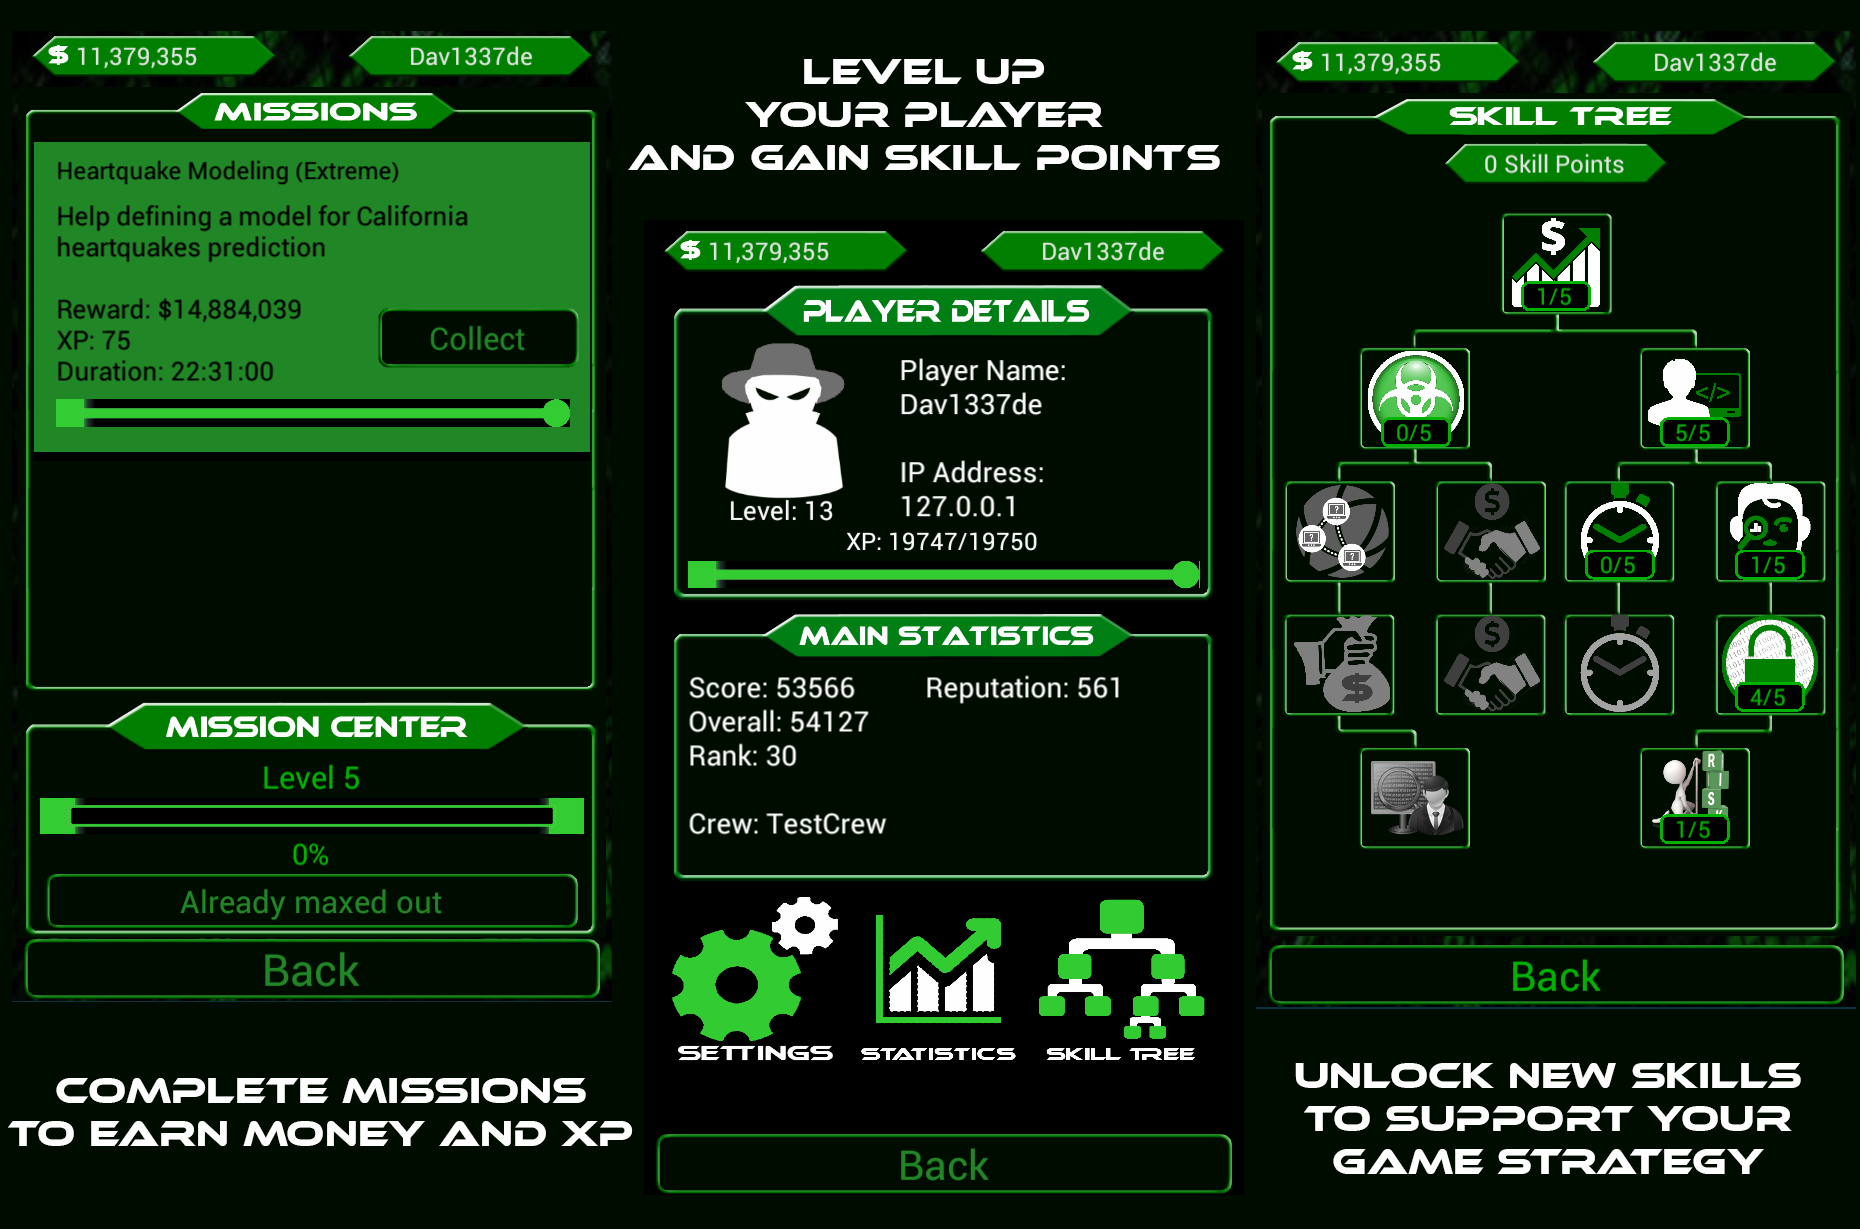 $ 11,379,355
Dav1337de
MISSIONS
Heartquake Modeling (Extreme)
Help defining a model for California
heartquakes prediction
Reward: $14,884,039
XP: 75
Duration: 22:31:00
Collect
MISSION CENTER
Level 5
0%
Already maxed out
Back
COMPLETE MISSIONS
TO EARN MONEY AND XP
LEVEL UP
YOUR PLAYER
AND GAIN SKILL POINTS
$ 11,379,355
Dav1337de
PLAYER DETAILS
Player Name:
Dav1337de
IP Address:
127.0.0.1
Level: 13
XP: 19747/19750
MAIN STATISTICS
Score: 53566
Reputation: 561
Overall: 54127
Rank: 30
Crew: TestCrew
SETTINGS
STATISTICS
SKILL TREE
Back
$ 11,379,355
Dav1337de
SKILL TREE
0 Skill Points
$
1/5
0/5
</>
5/5
? ? ?
$
0/5
1/5
$
$
4/5
R
I
S
1/5
Back
UNLOCK NEW SKILLS
TO SUPPORT YOUR
GAME STRATEGY